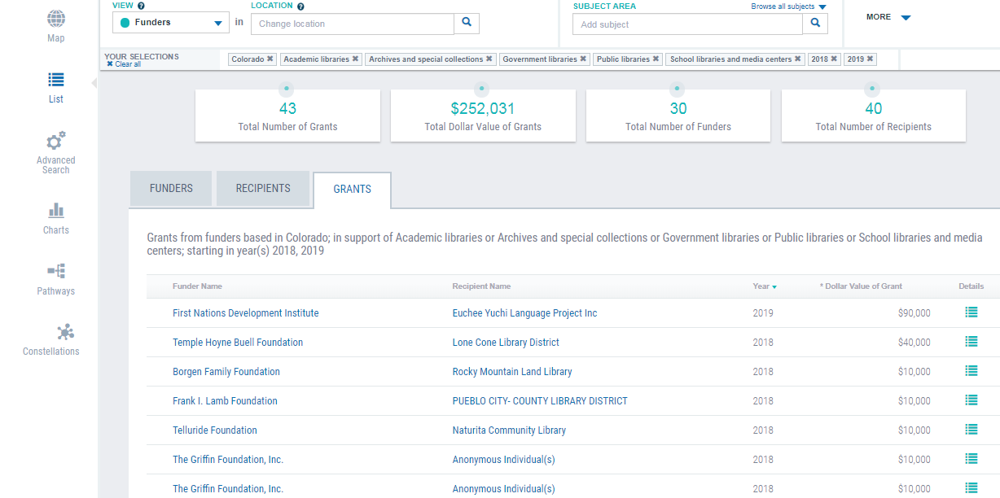 VIEW ?
Funders
in
LOCATION ?
Change location
SUBJECT AREA
Browse all subjects
Add subject
MORE
Map
List
Advanced
Search
Charts
Pathways
Constellations
YOUR SELECTIONS
✖ Clear all
Colorado ✖ Academic libraries ✖ Archives and special collections ✖ Government libraries ✖ Public libraries ✖ School libraries and media centers ✖ 2018 ✖ 2019 ✖
43
Total Number of Grants
$252,031
Total Dollar Value of Grants
30
Total Number of Funders
40
Total Number of Recipients
FUNDERS RECIPIENTS GRANTS
Grants from funders based in Colorado; in support of Academic libraries or Archives and special collections or Government libraries or Public libraries or School libraries and media
centers; starting in year(s) 2018, 2019
Funder Name Recipient Name Year * Dollar Value of Grant Details
First Nations Development Institute Euchee Yuchi Language Project Inc 2019 $90,000
Temple Hoyne Buell Foundation Lone Cone Library District 2018 $40,000
Borgen Family Foundation Rocky Mountain Land Library 2018 $10,000
Frank I. Lamb Foundation PUEBLO CITY- COUNTY LIBRARY DISTRICT 2018 $10,000
Telluride Foundation Naturita Community Library 2018 $10,000
The Griffin Foundation, Inc. Anonymous Individual(s) 2018 $10,000
The Griffin Foundation, Inc. Anonymous Individual(s) 2018 $10,000